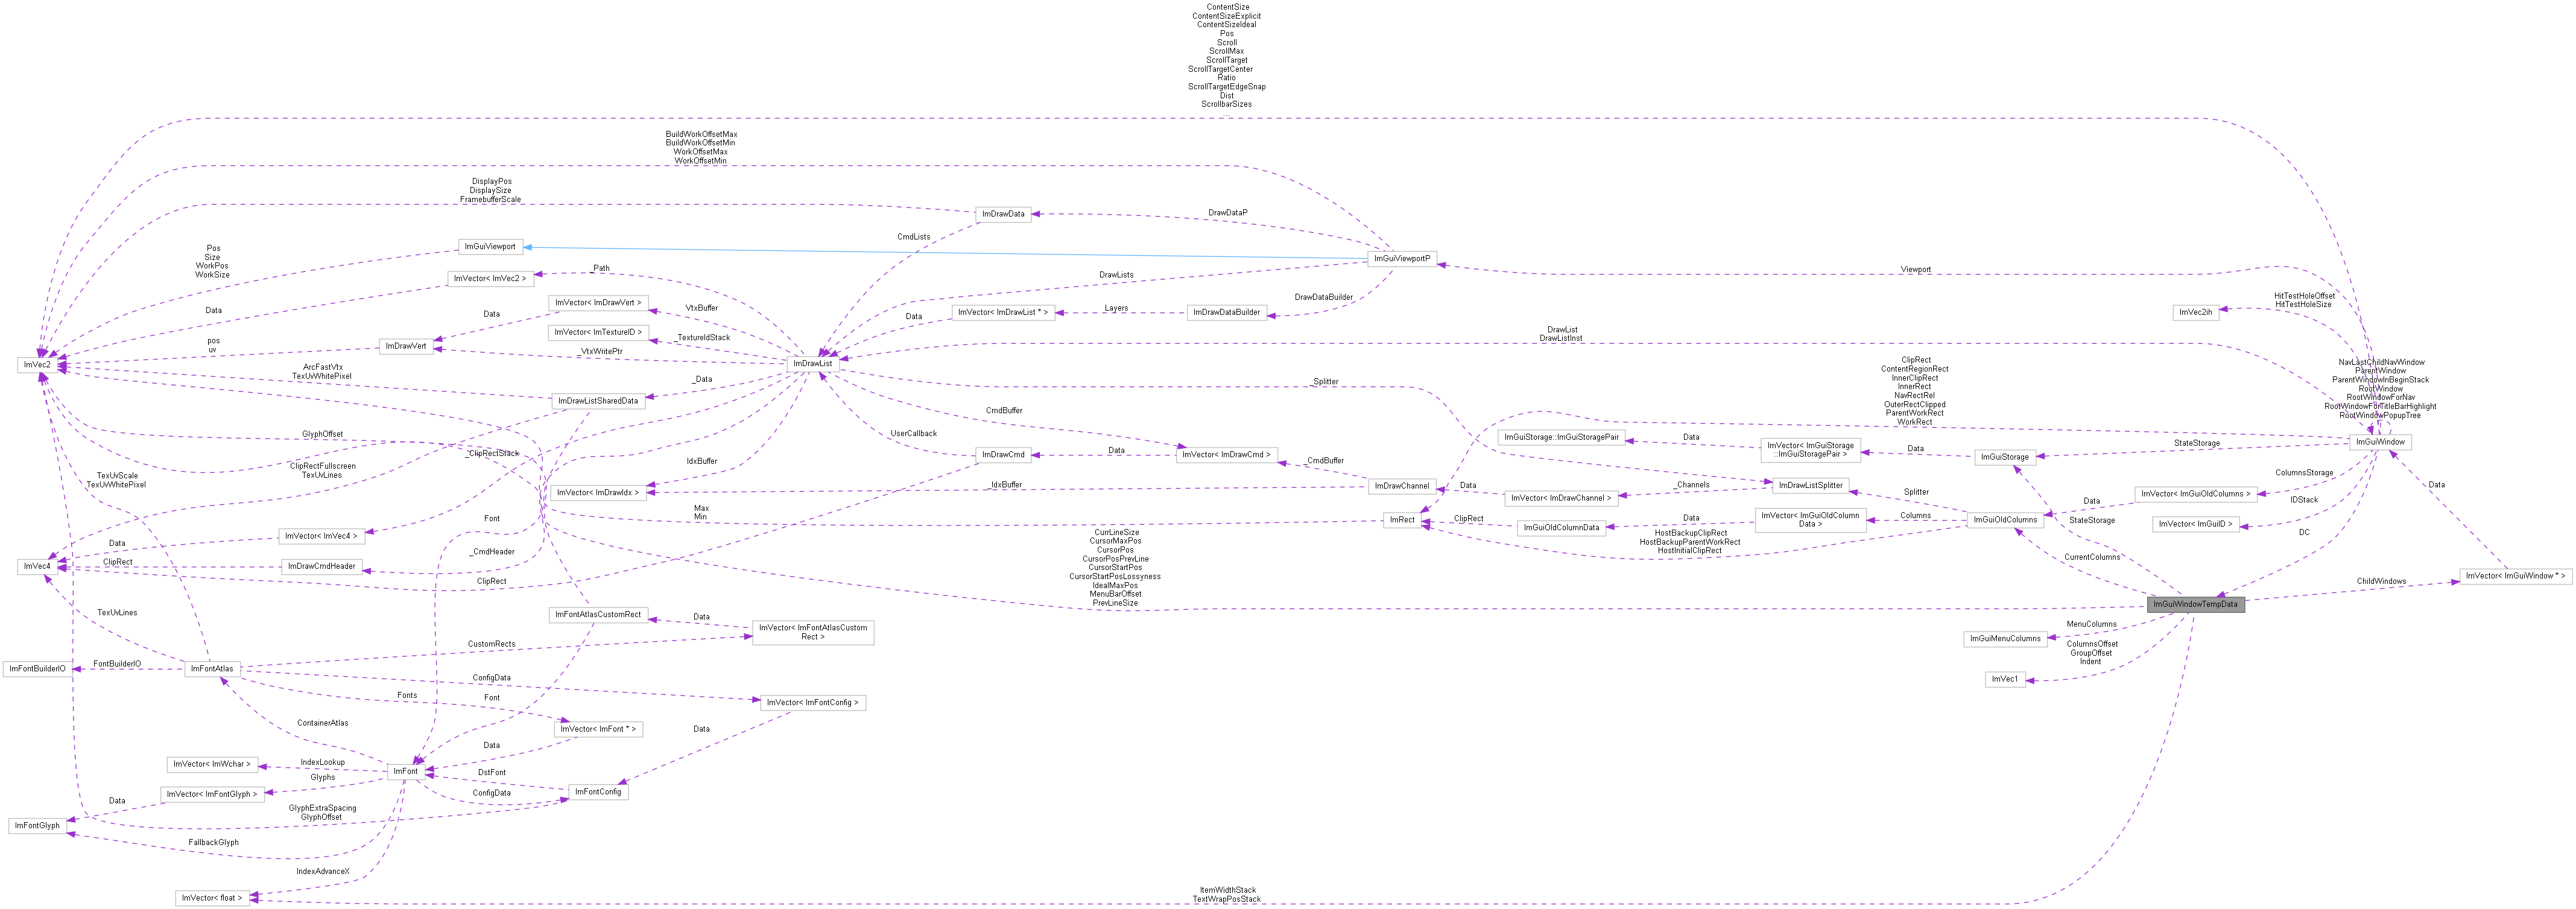 ContentSize
ContentSizeExplicit
ContentSizeIdeal
Pos
Scroll
ScrollMax
ScrollTarget
ScrollTargetCenter
Ratio
ScrollTargetEdgeSnap
Dist
ScrollbarSizes
...
BuildWorkOffsetMax
BuildWorkOffsetMin
WorkOffsetMax
WorkOffsetMin
DisplayPos
DisplaySize
FramebufferScale
ImDrawData
DrawDataP
CmdLists
Pos
Size
WorkPos
WorkSize
ImGuiViewport
ImGuiViewportP
Viewport
_Path
DrawLists
ImVector< ImVec2 >
Data
ImVector< ImDrawVert >
VtxBuffer
Data
DrawDataBuilder
Layers
ImVector< ImDrawList * >
ImDrawDataBuilder
Data
HitTestHoleOffset
HitTestHoleSize
ImVec2ih
ImVector< ImTextureID >
_TextureIdStack
DrawList
DrawListInst
pos
uv
ImDrawVert
_VtxWritePtr
ImVec2
ImDrawList
ArcFastVtx
TexUvWhitePixel
_Data
_Splitter
ClipRect
ContentRegionRect
InnerClipRect
InnerRect
NavRectRel
OuterRectClipped
ParentWorkRect
WorkRect
NavLastChildNavWindow
ParentWindow
ParentWindowInBeginStack
RootWindow
RootWindowForNav
RootWindowForTitleBarHighlight
RootWindowPopupTree
ImDrawListSharedData
CmdBuffer
GlyphOffset
UserCallback
ImGuiStorage::ImGuiStoragePair
Data
ImVector< ImGuiStorage
::ImGuiStoragePair >
Data
ImGuiStorage
StateStorage
ImGuiWindow
_ClipRectStack
ImDrawCmd
Data
ImVector< ImDrawCmd >
_CmdBuffer
IdxBuffer
ClipRectFullscreen
TexUvLines
TexUvScale
TexUvWhitePixel
ColumnsStorage
_IdxBuffer
ImDrawChannel
Data
_Channels
ImDrawListSplitter
ImVector< ImDrawIdx >
ImVector< ImDrawChannel >
Splitter
Data
ImVector< ImGuiOldColumns >
IDStack
Data
Max
Min
ImRect
ClipRect
ImGuiOldColumnData
Data
ImVector< ImGuiOldColumn
Data >
Columns
ImGuiOldColumns
StateStorage
ImVector< ImGuiID >
Font
ImVector< ImVec4 >
Data
HostBackupClipRect
HostBackupParentWorkRect
HostInitialClipRect
DC
_CmdHeader
CurrLineSize
CursorMaxPos
CursorPos
CursorPosPrevLine
CursorStartPos
CursorStartPosLossyness
IdealMaxPos
MenuBarOffset
PrevLineSize
CurrentColumns
ImVec4
ClipRect
ImDrawCmdHeader
ClipRect
ChildWindows
ImVector< ImGuiWindow * >
ImGuiWindowTempData
TexUvLines
ImFontAtlasCustomRect
Data
ImVector< ImFontAtlasCustom
Rect >
MenuColumns
ImGuiMenuColumns
CustomRects
ColumnsOffset
GroupOffset
Indent
ImFontBuilderIO
FontBuilderIO
ImFontAtlas
ConfigData
ImVec1
Fonts
Font
ImVector< ImFontConfig >
ContainerAtlas
ImVector< ImFont * >
Data
Data
ImVector< ImWchar >
IndexLookup
ImFont
DstFont
Glyphs
ImVector< ImFontGlyph >
ConfigData
ImFontConfig
Data
GlyphExtraSpacing
GlyphOffset
ImFontGlyph
FallbackGlyph
IndexAdvanceX
ImVector< float >
ItemWidthStack
TextWrapPosStack